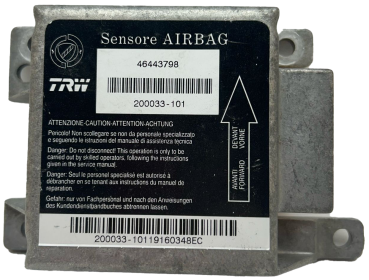 Sensore AIRBAG
46443798
TRW
200033-101
ATTENZIONE-CAUTION-ATTENTION-ACHTUNG
Pericolo! Non scollegare se non da personale specializzato
e seguendo le istruzioni del manuale di assistenza tecnica
Danger: Do not disconnect! This operation is only to be
carried out by skilled operators, following the instructions
given in the service manual.
Danger: Seul le personel specialisé est autorisé à
débrancher en se tenant aux instructions du manuel de
reparation.
Gefahr: nur von Fachpersonal und nach den Anweisungen
des Kundendiensthandbuches abtrennen lassen.
AVANTI DEVANT
FORWARD VORNE
200033-10119160348EC